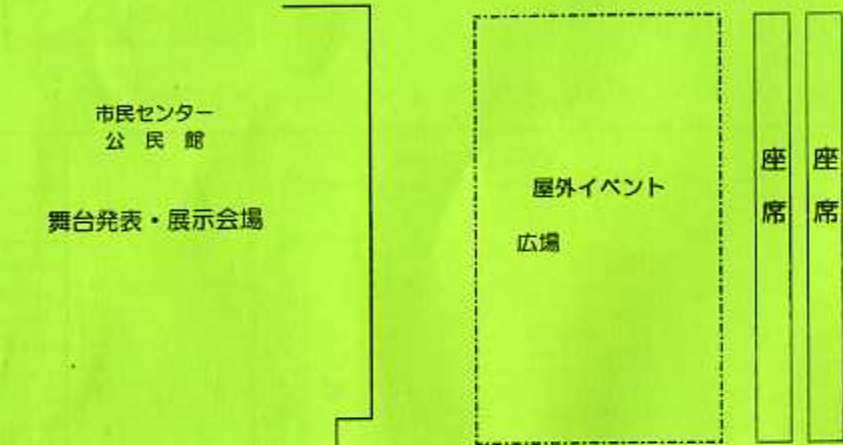 市民センター
公 民 館
舞台発表・展示会場
屋外イベント
広場
座席
座席